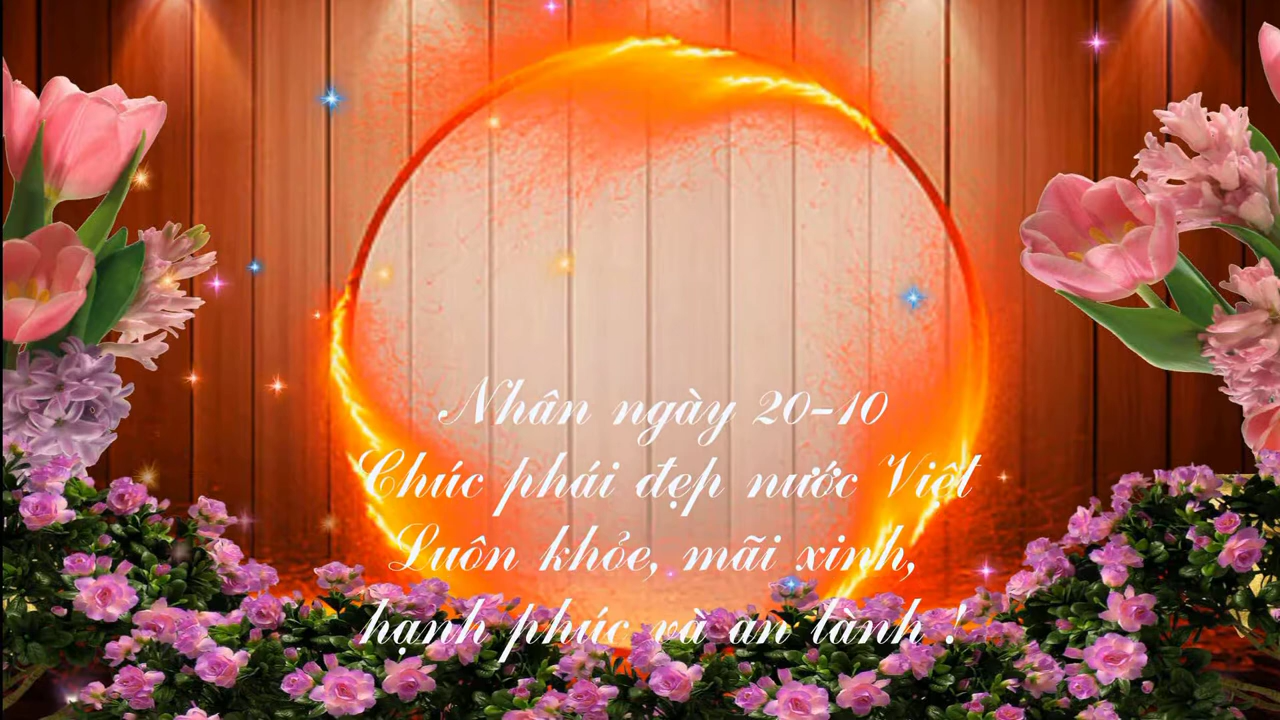 Nhân ngày 20-10
Chúc phái đẹp nước Việt
Luôn khỏe, mãi xinh,
hạnh phúc và an lành !